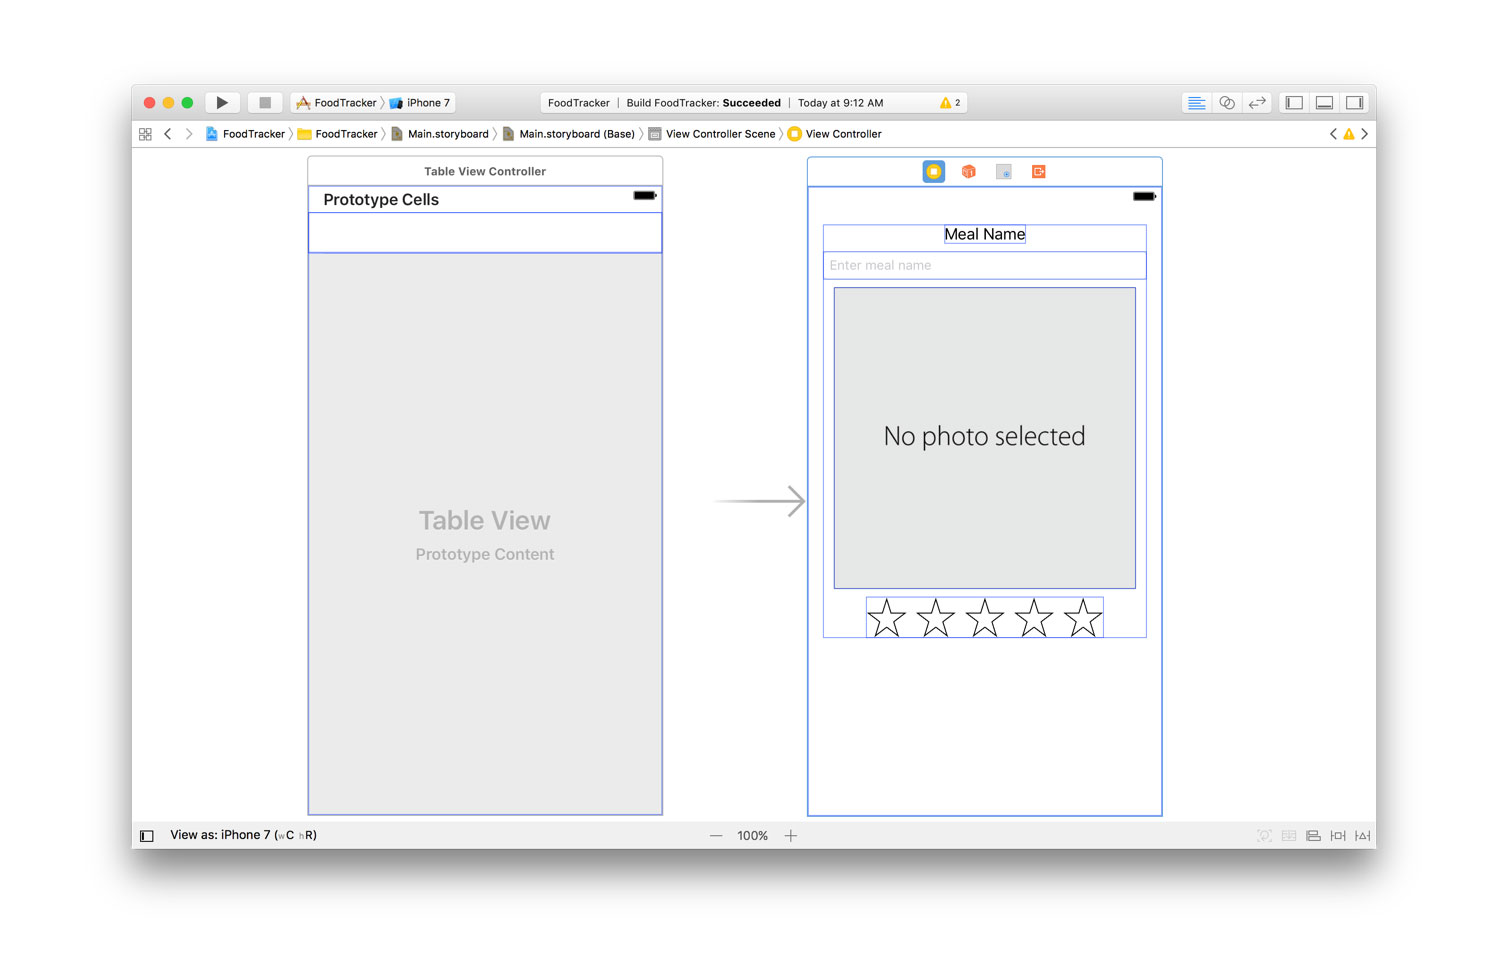 FoodTracker iPhone 7
FoodTracker | Build FoodTracker: Succeeded | Today at 9:12 AM 2
FoodTracker FoodTracker Main.storyboard Main.storyboard (Base) View Controller Scene View Controller
Table View Controller
Prototype Cells
Table View
Prototype Content
Meal Name
Enter meal name
No photo selected
View as: iPhone 7 (wC hR)
100%